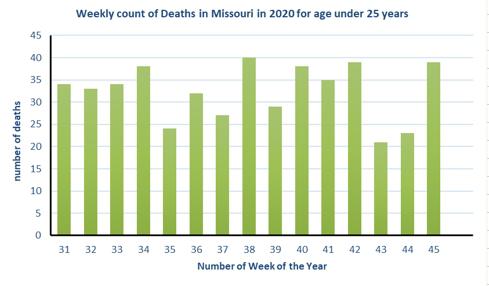 Weekly count of Deaths in Missouri in 2020 for age under 25 years
45
40
35
30
25
20
15
10
5
0
number of deaths
31 32 33 34 35 36 37 38 39 40 41 42 43 44 45
Number of Week of the Year